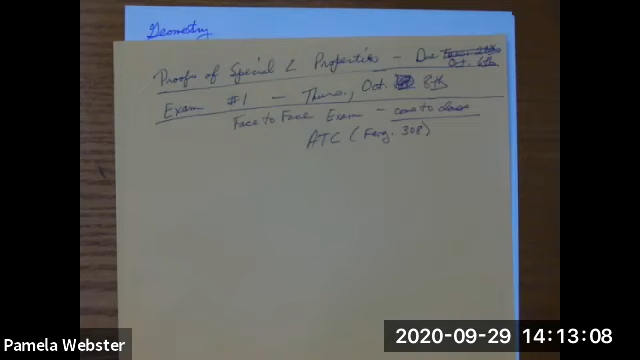 Geometry
Proofs of Special ∠ Properties - Due Oct. 6th
Exam #1 - Thurs., Oct. 8th
Face to Face Exam - come to class
ATC (Ferg. 308)
Pamela Webster
2020-09-29 14:13:08